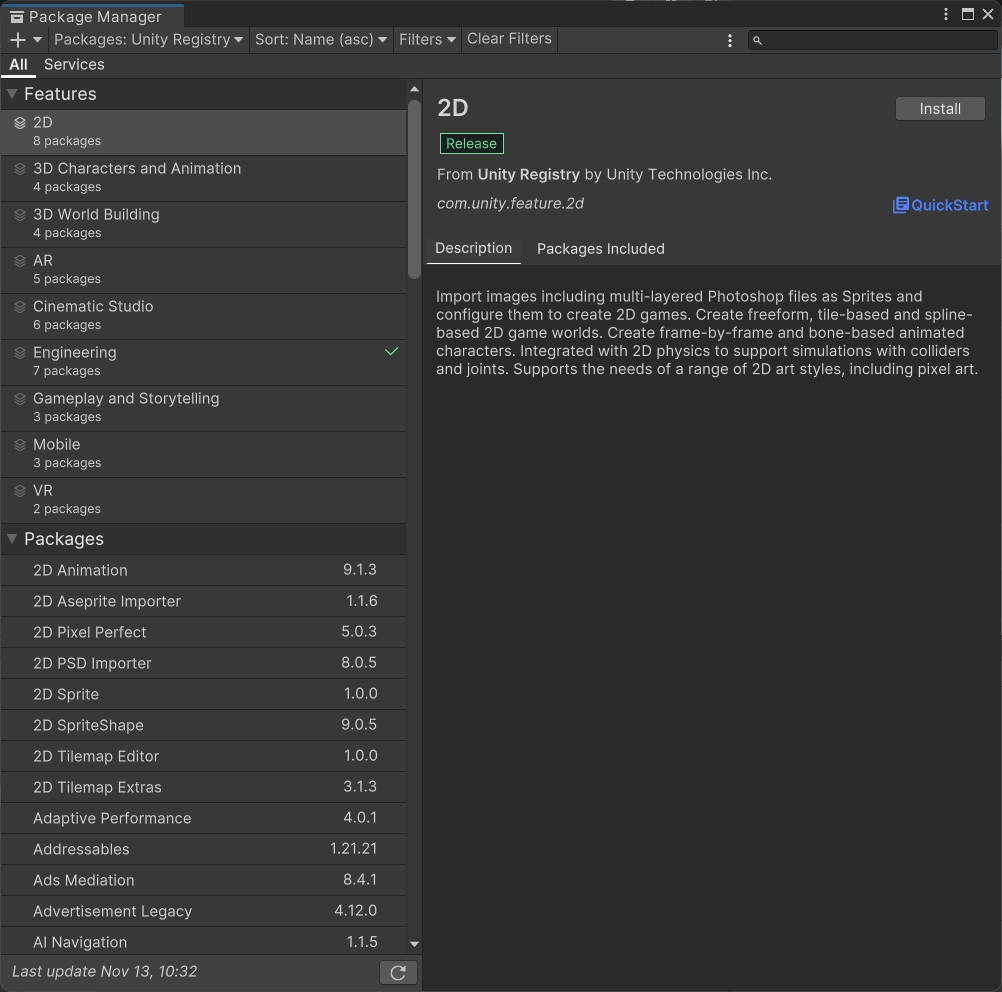 Package Manager
Packages: Unity Registry Sort: Name (asc) Filters Clear Filters
All Services
Features
2D
8 packages
3D Characters and Animation
4 packages
3D World Building
4 packages
AR
5 packages
Cinematic Studio
6 packages
Engineering
7 packages
Gameplay and Storytelling
3 packages
Mobile
3 packages
VR
2 packages
Packages
2D Animation 9.1.3
2D Aseprite Importer 1.1.6
2D Pixel Perfect 5.0.3
2D PSD Importer 8.0.5
2D Sprite 1.0.0
2D SpriteShape 9.0.5
2D Tilemap Editor 1.0.0
2D Tilemap Extras 3.1.3
Adaptive Performance 4.0.1
Addressables 1.21.21
Ads Mediation 8.4.1
Advertisement Legacy 4.12.0
AI Navigation 1.1.5
Last update Nov 13, 10:32
2D
Install
Release
From Unity Registry by Unity Technologies Inc.
com.unity.feature.2d
QuickStart
Description Packages Included
Import images including multi-layered Photoshop files as Sprites and
configure them to create 2D games. Create freeform, tile-based and spline-
based 2D game worlds. Create frame-by-frame and bone-based animated
characters. Integrated with 2D physics to support simulations with colliders
and joints. Supports the needs of a range of 2D art styles, including pixel art.